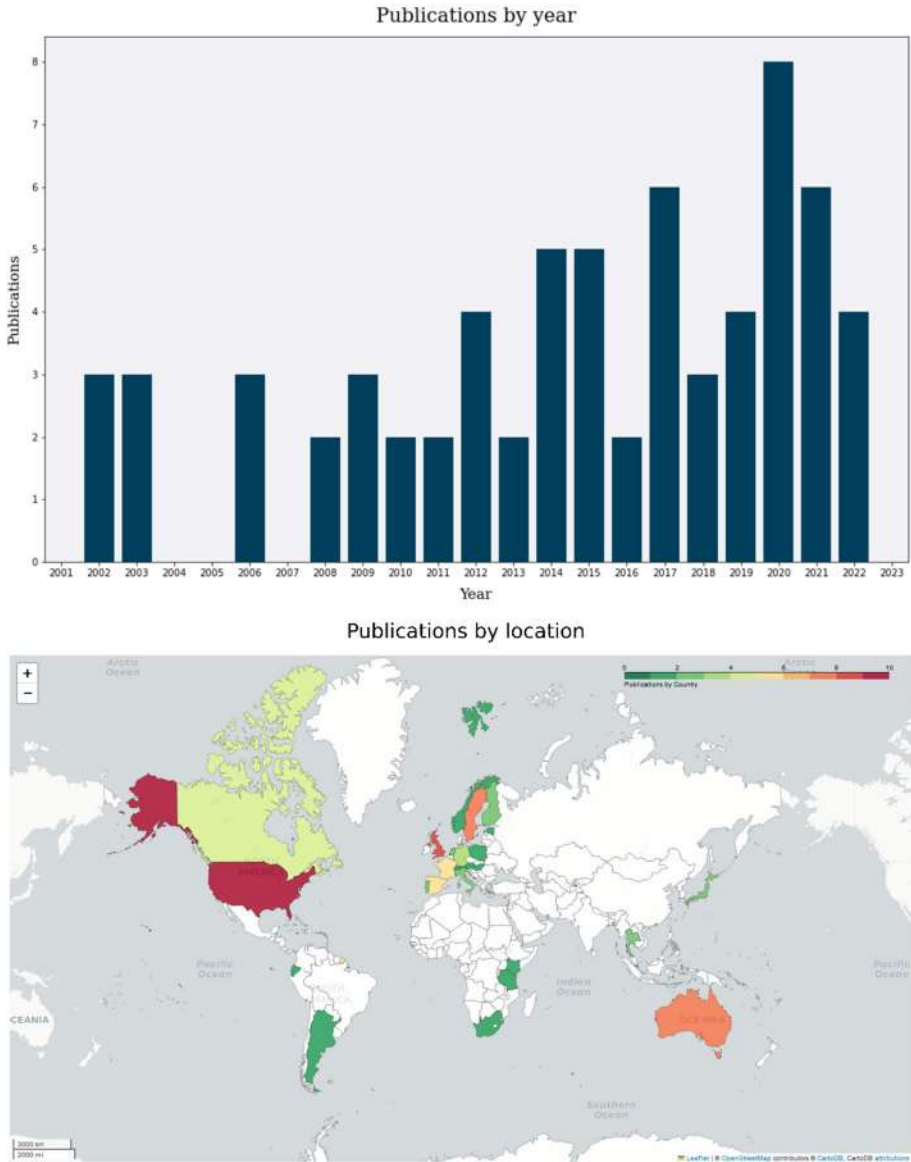 Publications by year
8
7
6
5
4
3
2
1
0
Publications
2001 2002 2003 2004 2005 2006 2007 2008 2009 2010 2011 2012 2013 2014 2015 2016 2017 2018 2019 2020 2021 2022 2023
Year
Publications by location
+
−
Arctic
Ocean
Arctic
Ocean
0 2 4 6 8 10
Publications by Country
Pacific
Ocean
Indian
Ocean
Pacific
Ocean
OCEANIA
CEANIA
Southern
Ocean
3000 km
2000 mi
Leaflet | © OpenStreetMap contributors © CartoDB, CartoDB attributions